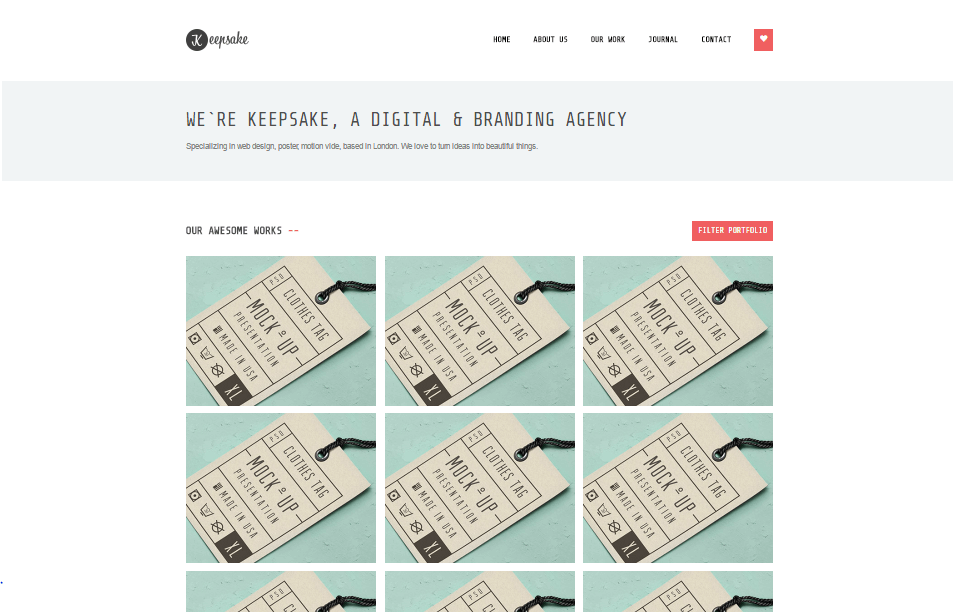 Keepsake
HOME ABOUT US OUR WORK JOURNAL CONTACT
WE`RE KEEPSAKE, A DIGITAL & BRANDING AGENCY
Specializing in web design, poster, motion vide, based in London. We love to turn ideas into beautiful things.
OUR AWESOME WORKS --
FILTER PORTFOLIO
PSD
CLOTHES TAG
MOCK UP
PRESENTATION
MADE IN USA
XL
PSD
CLOTHES TAG
MOCK UP
PRESENTATION
MADE IN USA
XL
PSD
CLOTHES TAG
MOCK UP
PRESENTATION
MADE IN USA
XL
PSD
CLOTHES TAG
MOCK UP
PRESENTATION
MADE IN USA
XL
PSD
CLOTHES TAG
MOCK UP
PRESENTATION
MADE IN USA
XL
PSD
CLOTHES TAG
MOCK UP
PRESENTATION
MADE IN USA
XL
PSD
PSD
PSD